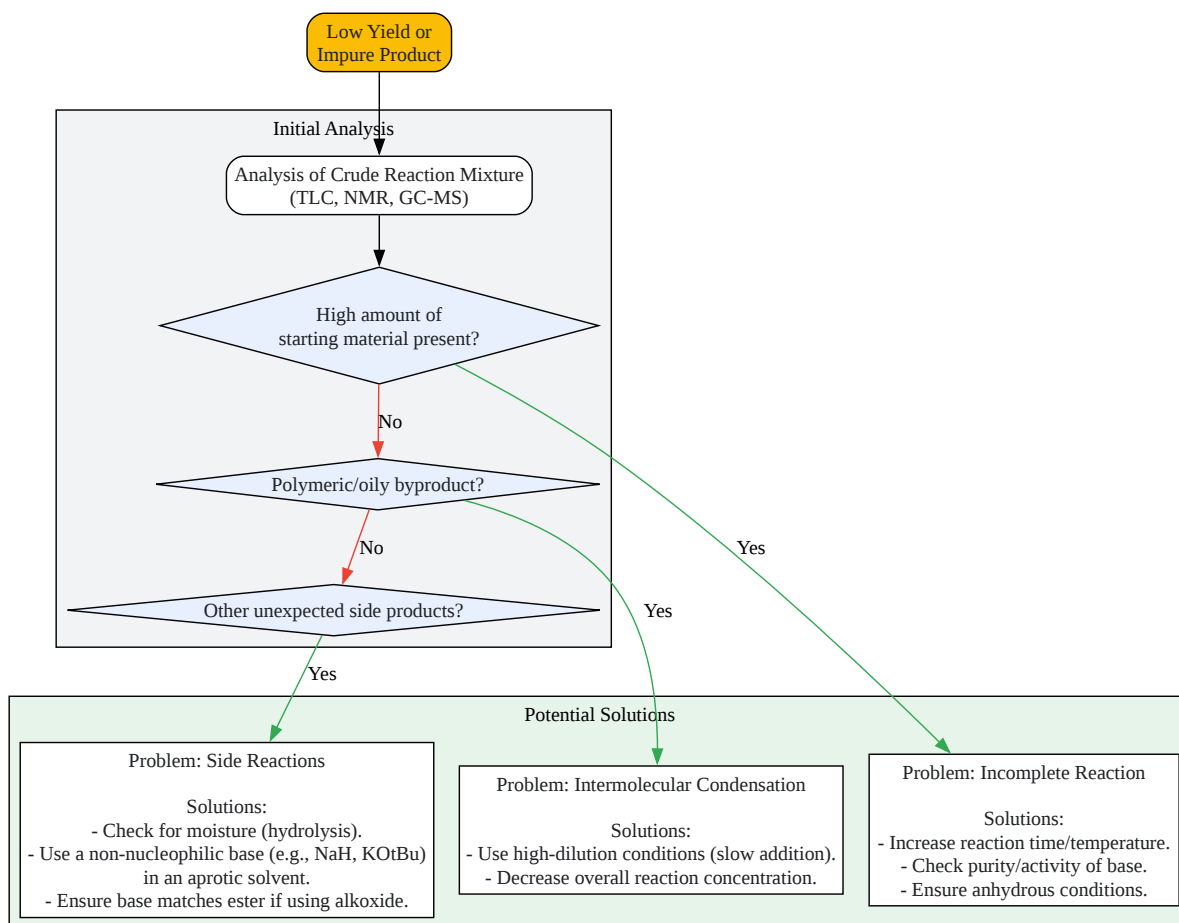 Low Yield or
Impure Product
Initial Analysis
Analysis of Crude Reaction Mixture
(TLC, NMR, GC-MS)
High amount of
starting material present?
No
Polymeric/oily byproduct?
Yes
No
Other unexpected side products?
Yes
Yes
Potential Solutions
Problem: Side Reactions
Solutions:
- Check for moisture (hydrolysis).
- Use a non-nucleophilic base (e.g., NaH, KOtBu)
in an aprotic solvent.
- Ensure base matches ester if using alkoxide.
Problem: Intermolecular Condensation
Solutions:
- Use high-dilution conditions (slow addition).
- Decrease overall reaction concentration.
Problem: Incomplete Reaction
Solutions:
- Increase reaction time/temperature.
- Check purity/activity of base.
- Ensure anhydrous conditions.